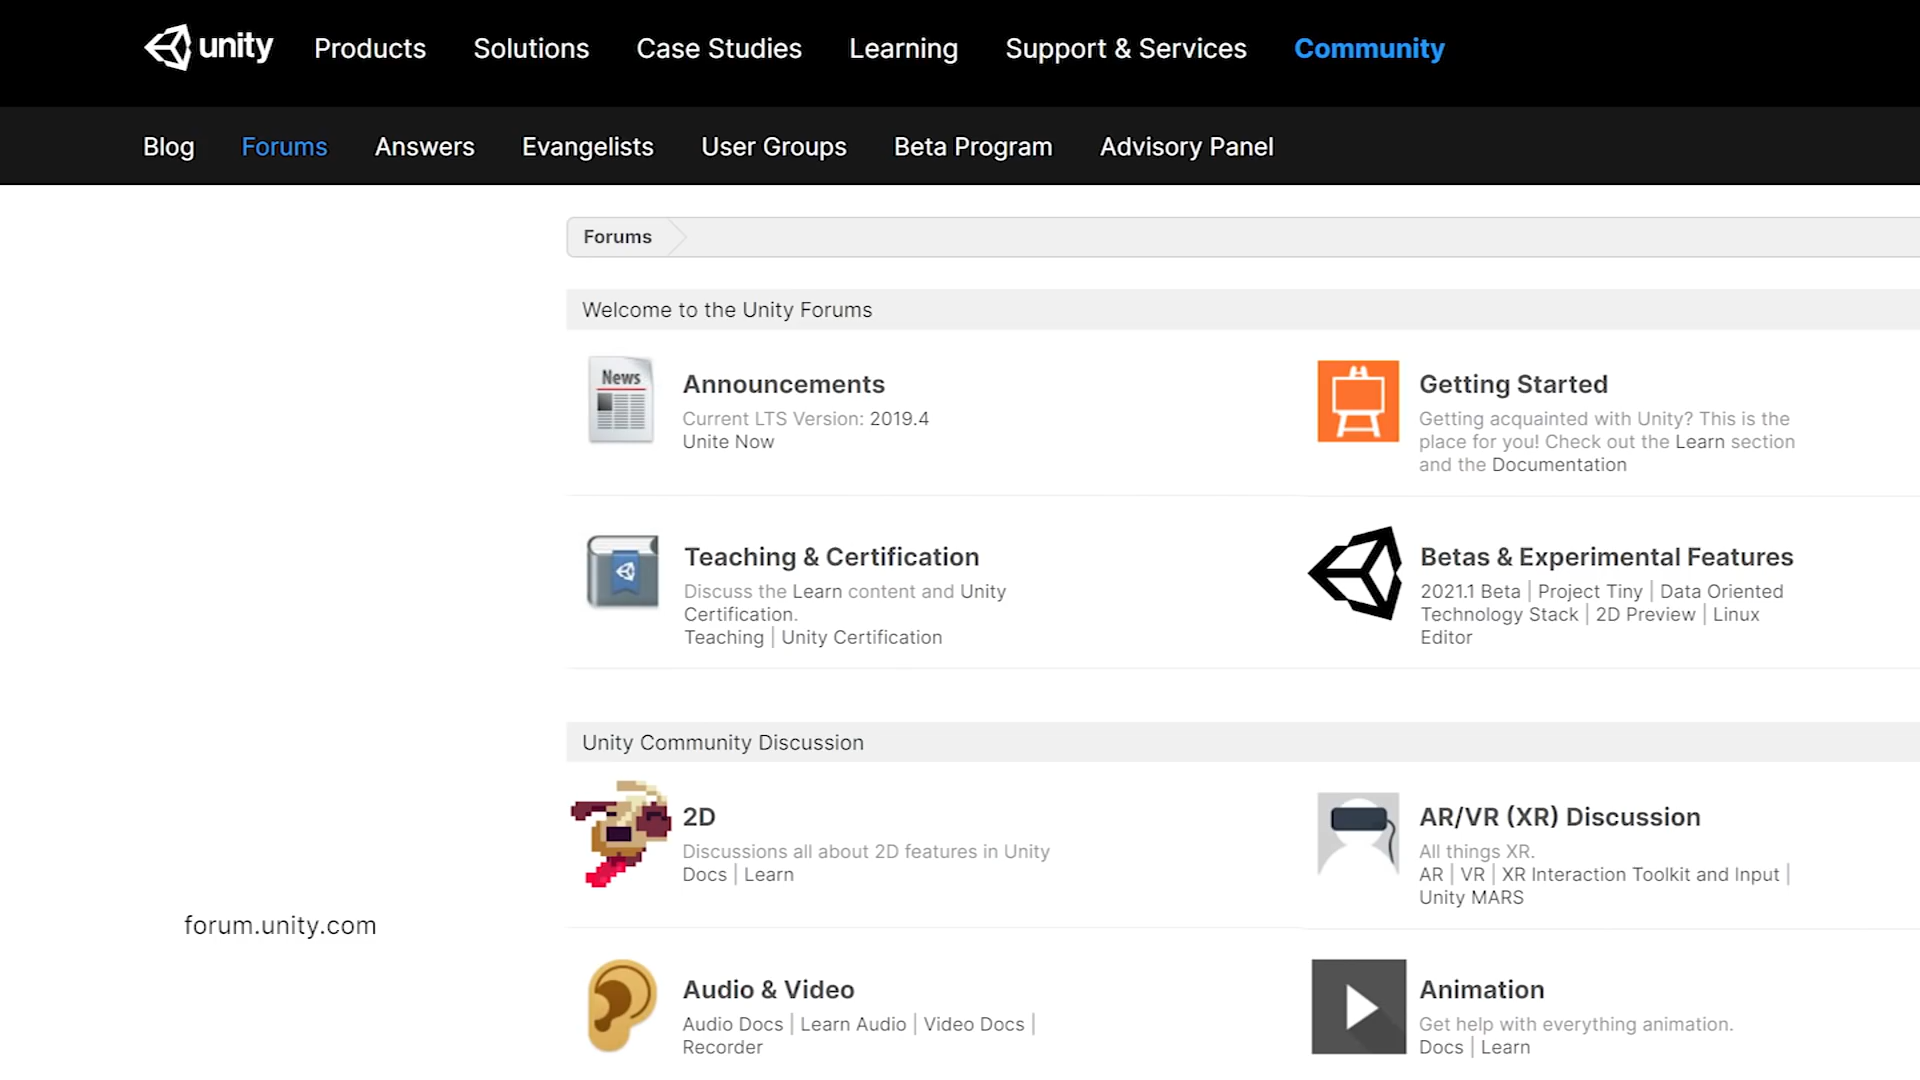 unity Products Solutions Case Studies Learning Support & Services Community
Blog Forums Answers Evangelists User Groups Beta Program Advisory Panel
Forums
Welcome to the Unity Forums
News
Announcements
Current LTS Version: 2019.4
Unite Now
Getting Started
Getting acquainted with Unity? This is the
place for you! Check out the Learn section
and the Documentation
Teaching & Certification
Discuss the Learn content and Unity
Certification.
Teaching | Unity Certification
Betas & Experimental Features
2021.1 Beta | Project Tiny | Data Oriented
Technology Stack | 2D Preview | Linux
Editor
Unity Community Discussion
2D
Discussions all about 2D features in Unity
Docs | Learn
AR/VR (XR) Discussion
All things XR.
AR | VR | XR Interaction Toolkit and Input |
Unity MARS
forum.unity.com
Audio & Video
Audio Docs | Learn Audio | Video Docs |
Recorder
Animation
Get help with everything animation.
Docs | Learn